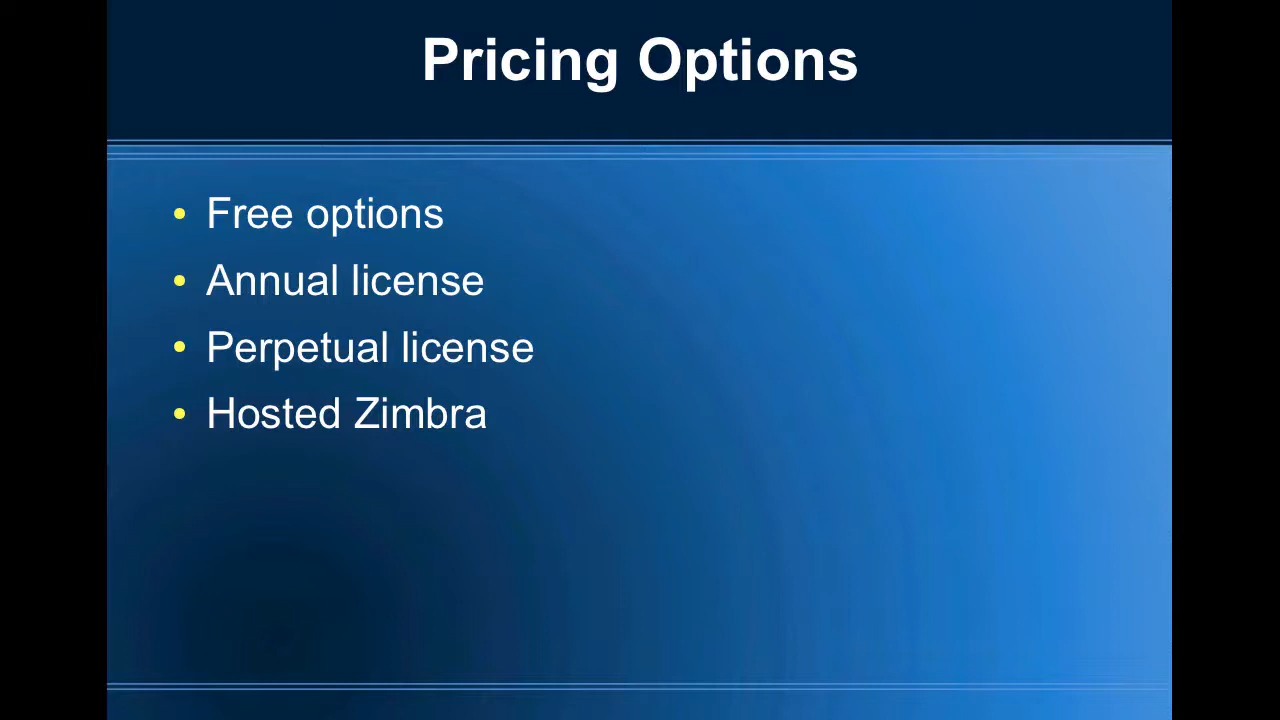 Pricing Options
• Free options
• Annual license
• Perpetual license
• Hosted Zimbra